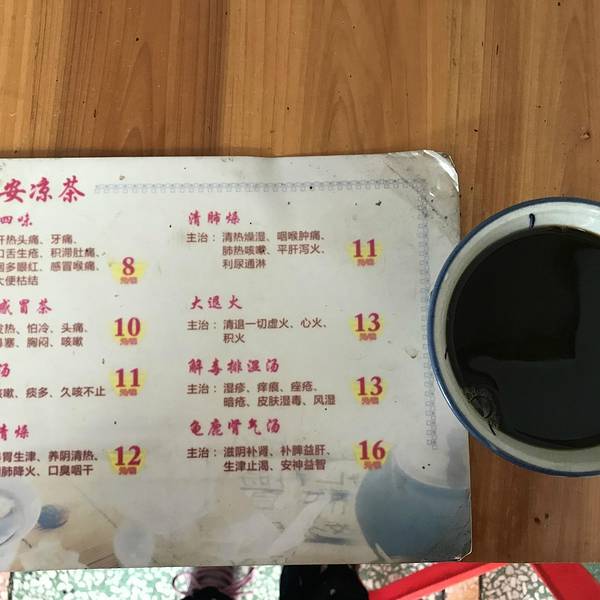 安凉茶
四味
肝热头痛、牙痛、
口舌生疮、积滞肚痛、
因多眼红、感冒喉痛、
大便枯结
8
元/碗
感冒茶
发热、怕冷、头痛、
鼻塞、胸闷、咳嗽
10
元/碗
汤
咳嗽、痰多、久咳不止
11
元/碗
清燥
胃生津、养阴清热、
润肺降火、口臭咽干
12
元/碗
清肺燥
主治：清热燥湿、咽喉肿痛、
肺热咳嗽、平肝泻火、
利尿通淋
11
元/碗
大退火
主治：清退一切虚火、心火、
积火
13
元/碗
解毒排湿汤
主治：湿疹、痒痕、痤疮、
暗疮、皮肤湿毒、风湿
13
元/碗
龟鹿肾气汤
主治：滋阴补肾、补脾益肝、
生津止渴、安神益智
16
元/碗